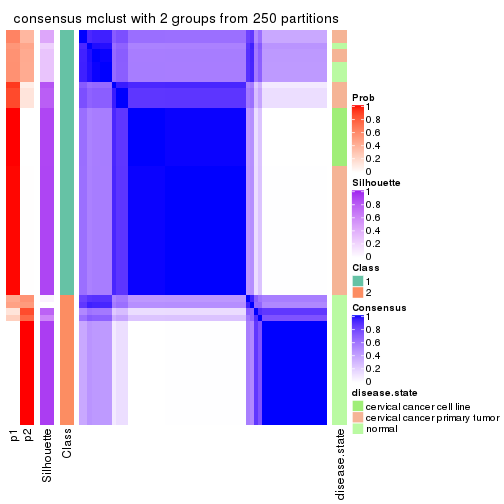 consensus mclust with 2 groups from 250 partitions
Prob
1
0.8
0.6
0.4
0.2
0
Silhouette
1
0.8
0.6
0.4
0.2
0
Class
1
2
Consensus
1
0.8
0.6
0.4
0.2
0
disease.state
cervical cancer cell line
cervical cancer primary tumor
normal
p1
p2
Silhouette
Class
disease.state